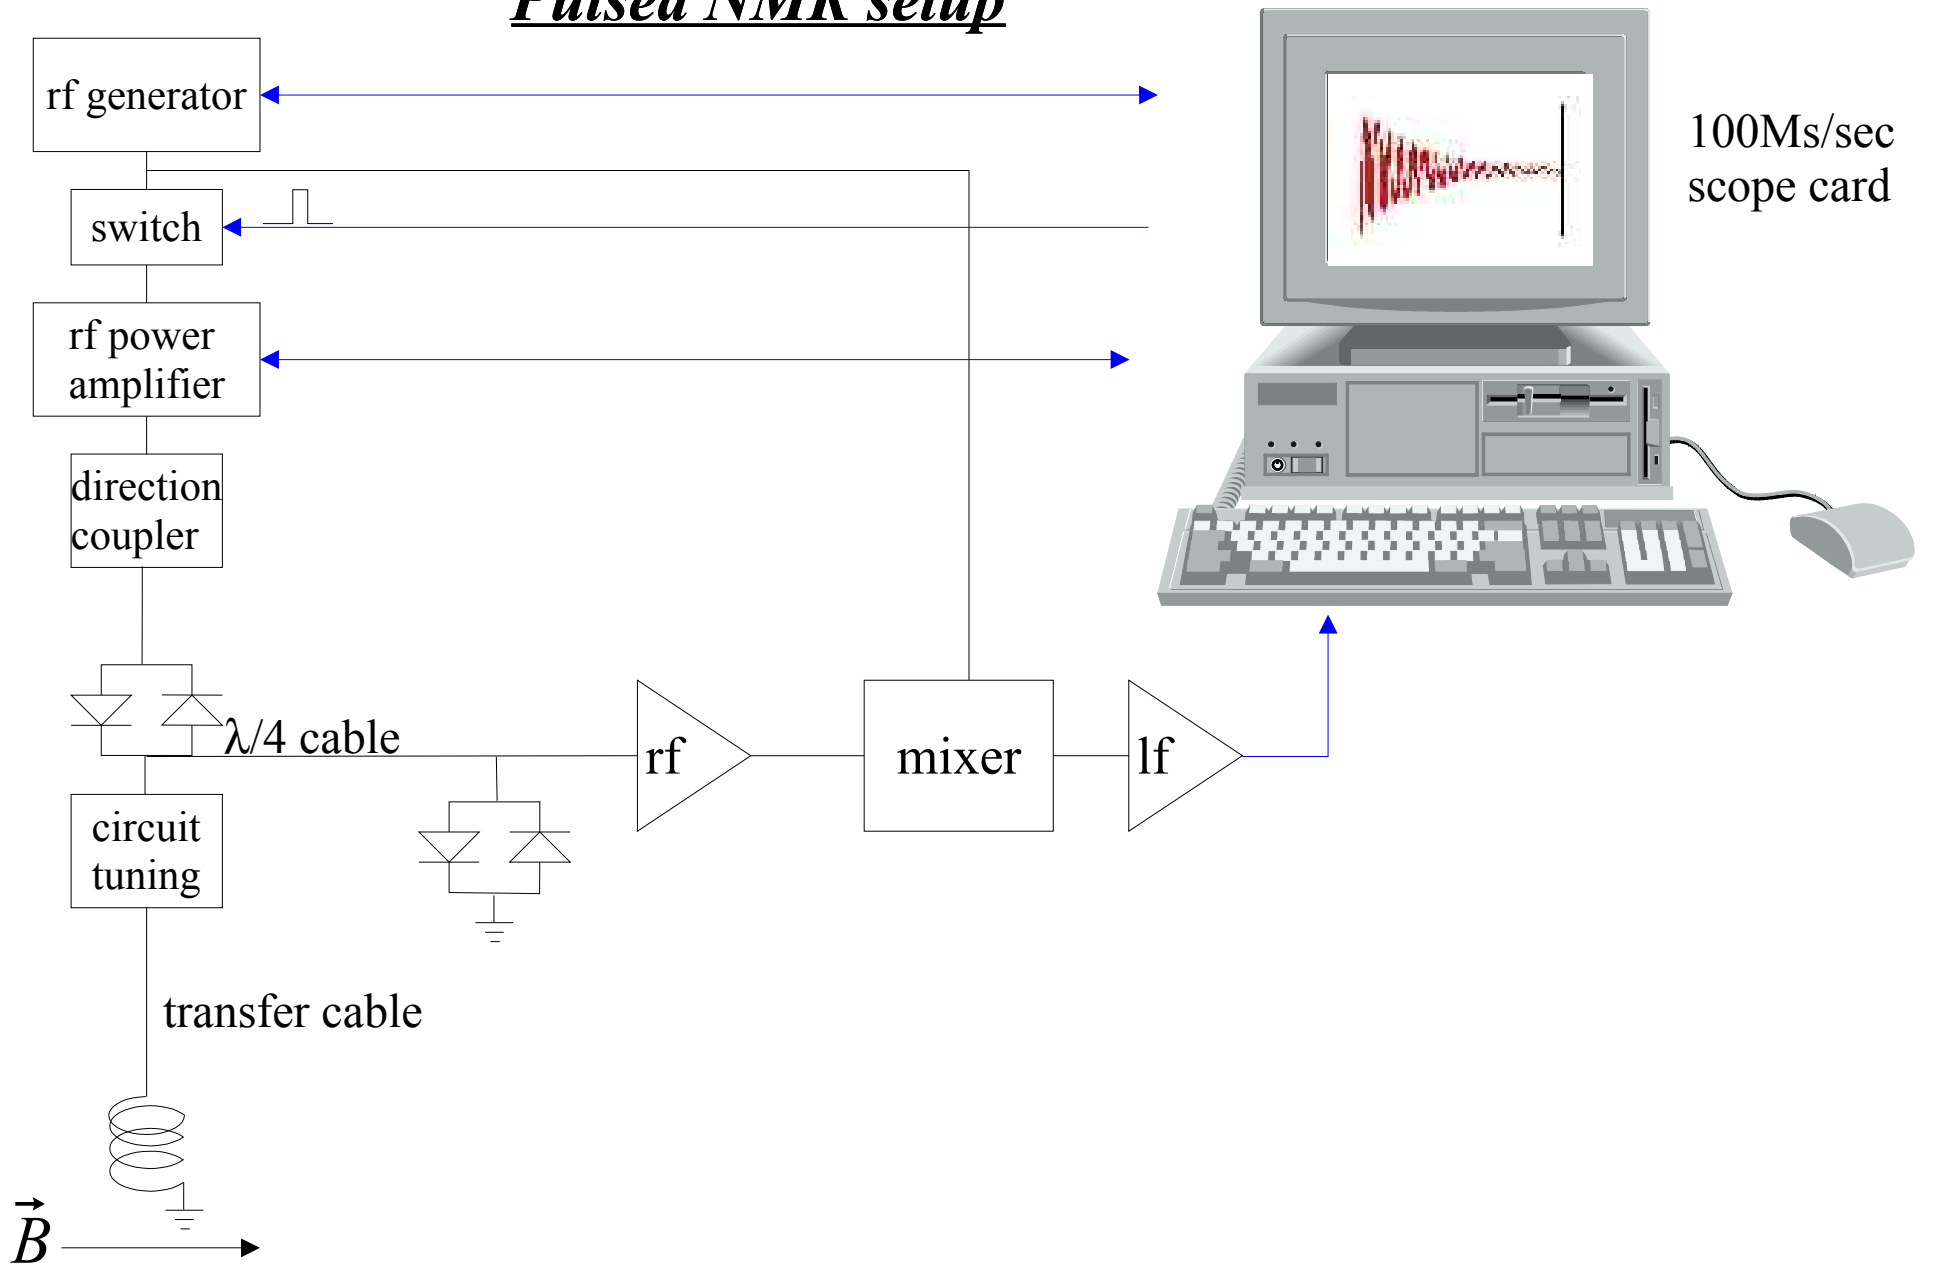 Pulsed NMR setup
rf generator
100Ms/sec
scope card
switch
rf power
amplifier
direction
coupler
λ/4 cable
rf
mixer
lf
circuit
tuning
transfer cable
B